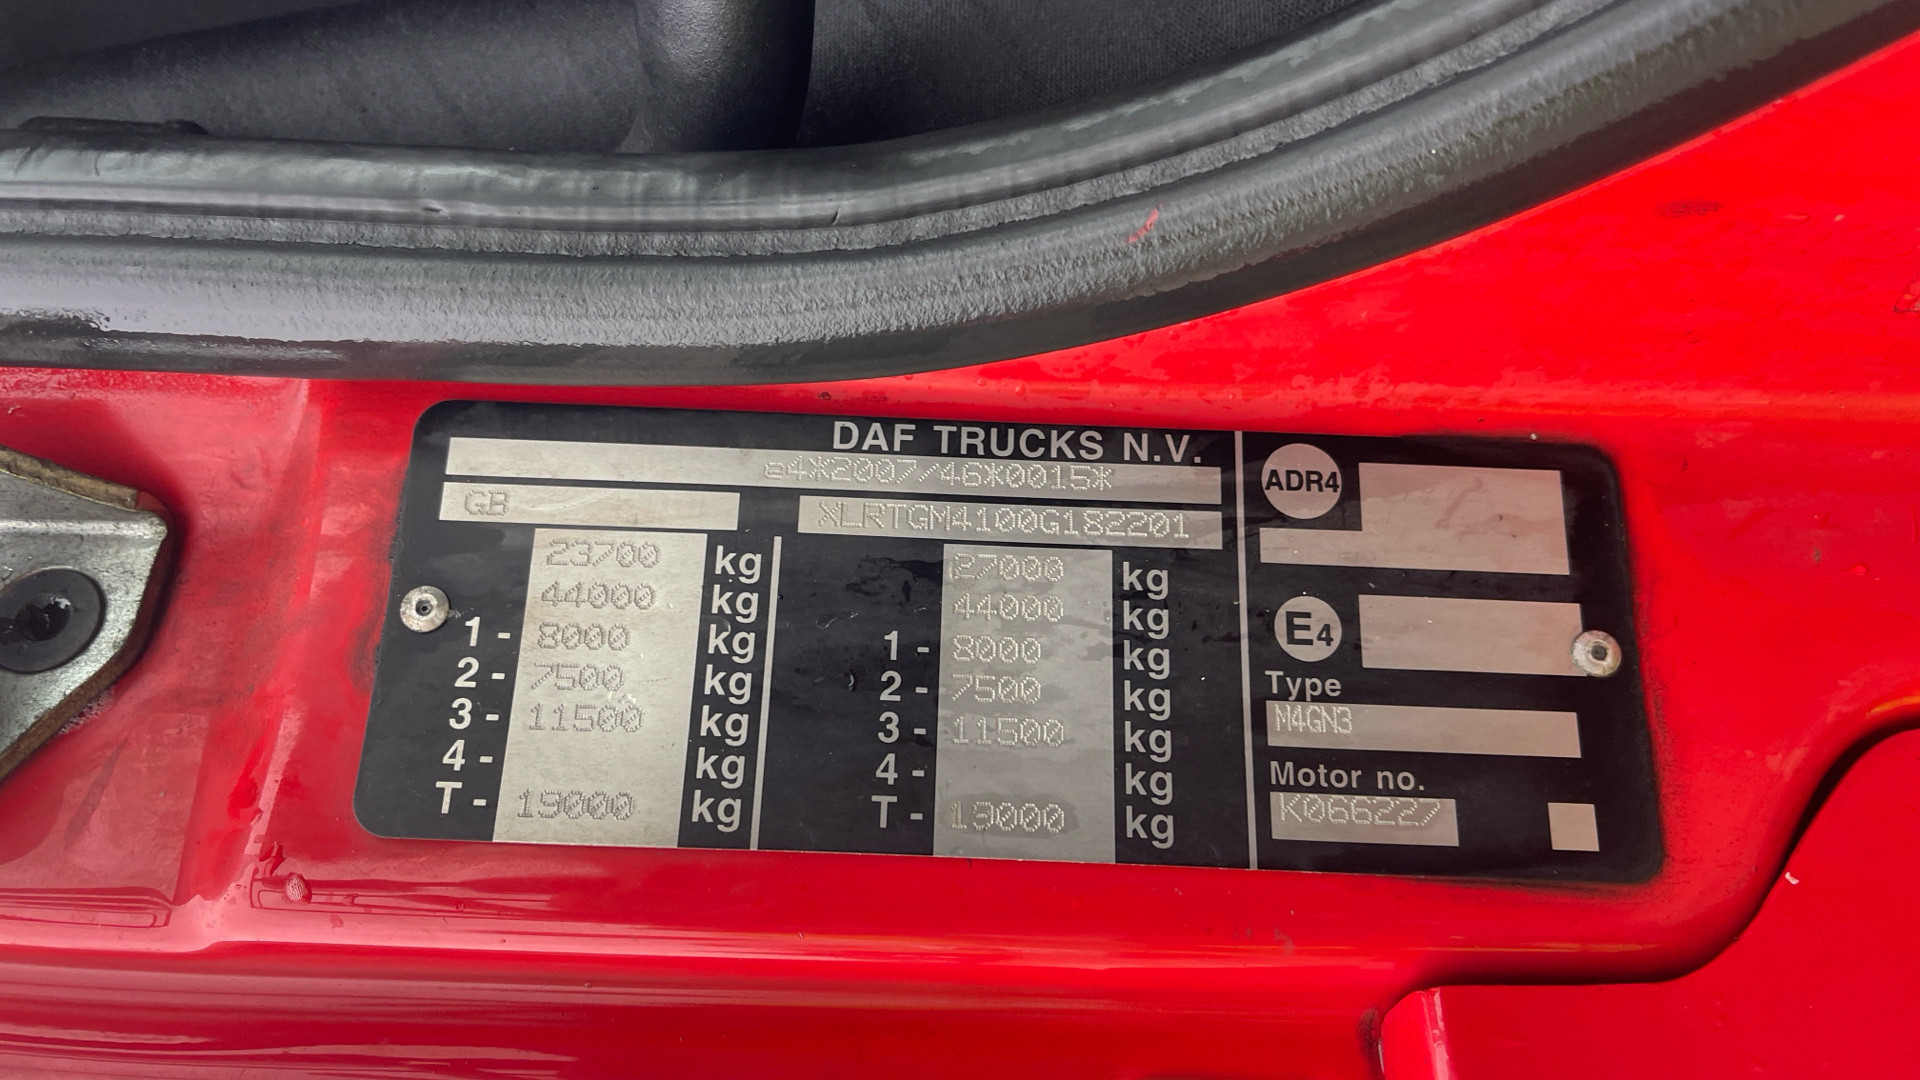 DAF TRUCKS N.V.
e4*2007/46*0015*
GB
XLRTGM4100G182201
23700 kg
44000 kg
1 - 8000 kg
2 - 7500 kg
3 - 11500 kg
4 - kg
T - 19000 kg
27000 kg
44000 kg
1 - 8000 kg
2 - 7500 kg
3 - 11500 kg
4 - kg
T - 19000 kg
ADR4
E4
Type
M4GN3
Motor no.
K066227